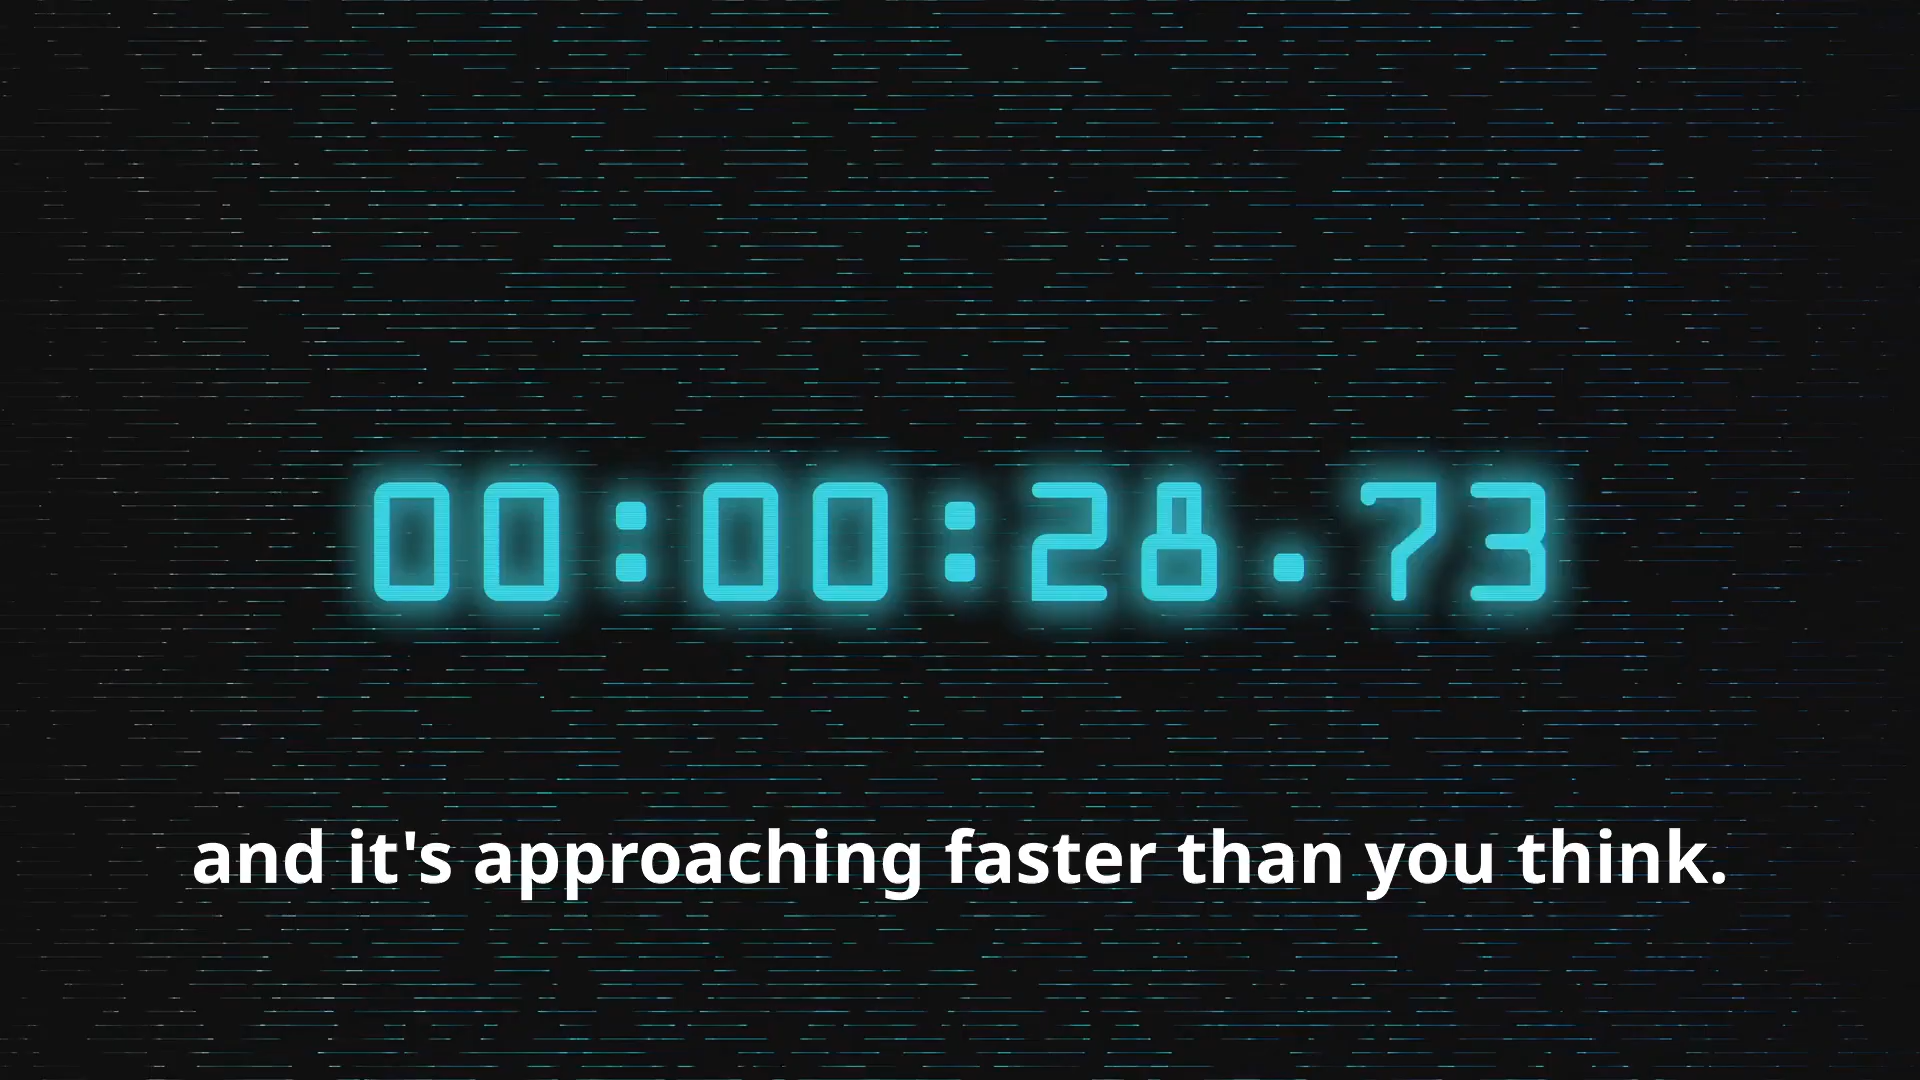 00:00:28.73
and it's approaching faster than you think.